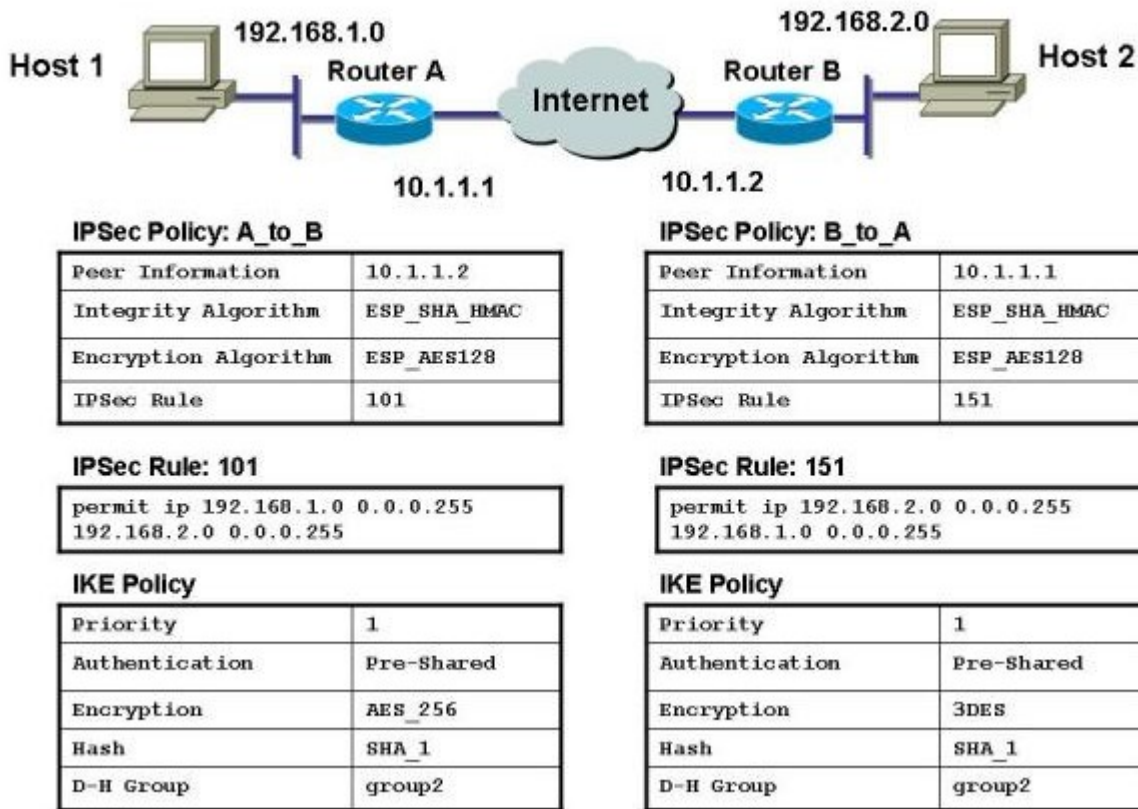 192.168.1.0
192.168.2.0
Host 1
Router A
Internet
Router B
Host 2
10.1.1.1
10.1.1.2
IPSec Policy: A_to_B
Peer Information 10.1.1.2
Integrity Algorithm ESP_SHA_HMAC
Encryption Algorithm ESP_AES128
IPSec Rule 101
IPSec Rule: 101
permit ip 192.168.1.0 0.0.0.255
192.168.2.0 0.0.0.255
IKE Policy
Priority 1
Authentication Pre-Shared
Encryption AES_256
Hash SHA_1
D-H Group group2
IPSec Policy: B_to_A
Peer Information 10.1.1.1
Integrity Algorithm ESP_SHA_HMAC
Encryption Algorithm ESP_AES128
IPSec Rule 151
IPSec Rule: 151
permit ip 192.168.2.0 0.0.0.255
192.168.1.0 0.0.0.255
IKE Policy
Priority 1
Authentication Pre-Shared
Encryption 3DES
Hash SHA_1
D-H Group group2